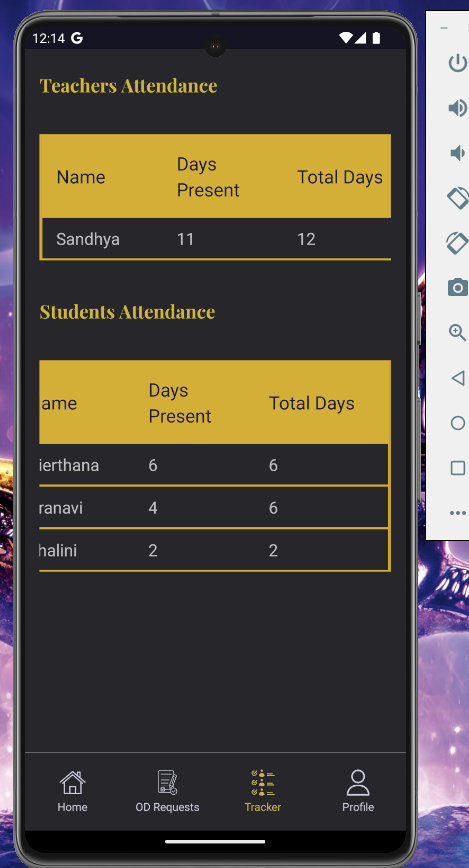 12:14 G
Teachers Attendance
Name Days Present Total Days
Sandhya 11 12
Students Attendance
ame Days Present Total Days
ierthana 6 6
ranavi 4 6
halini 2 2
Home OD Requests Tracker Profile